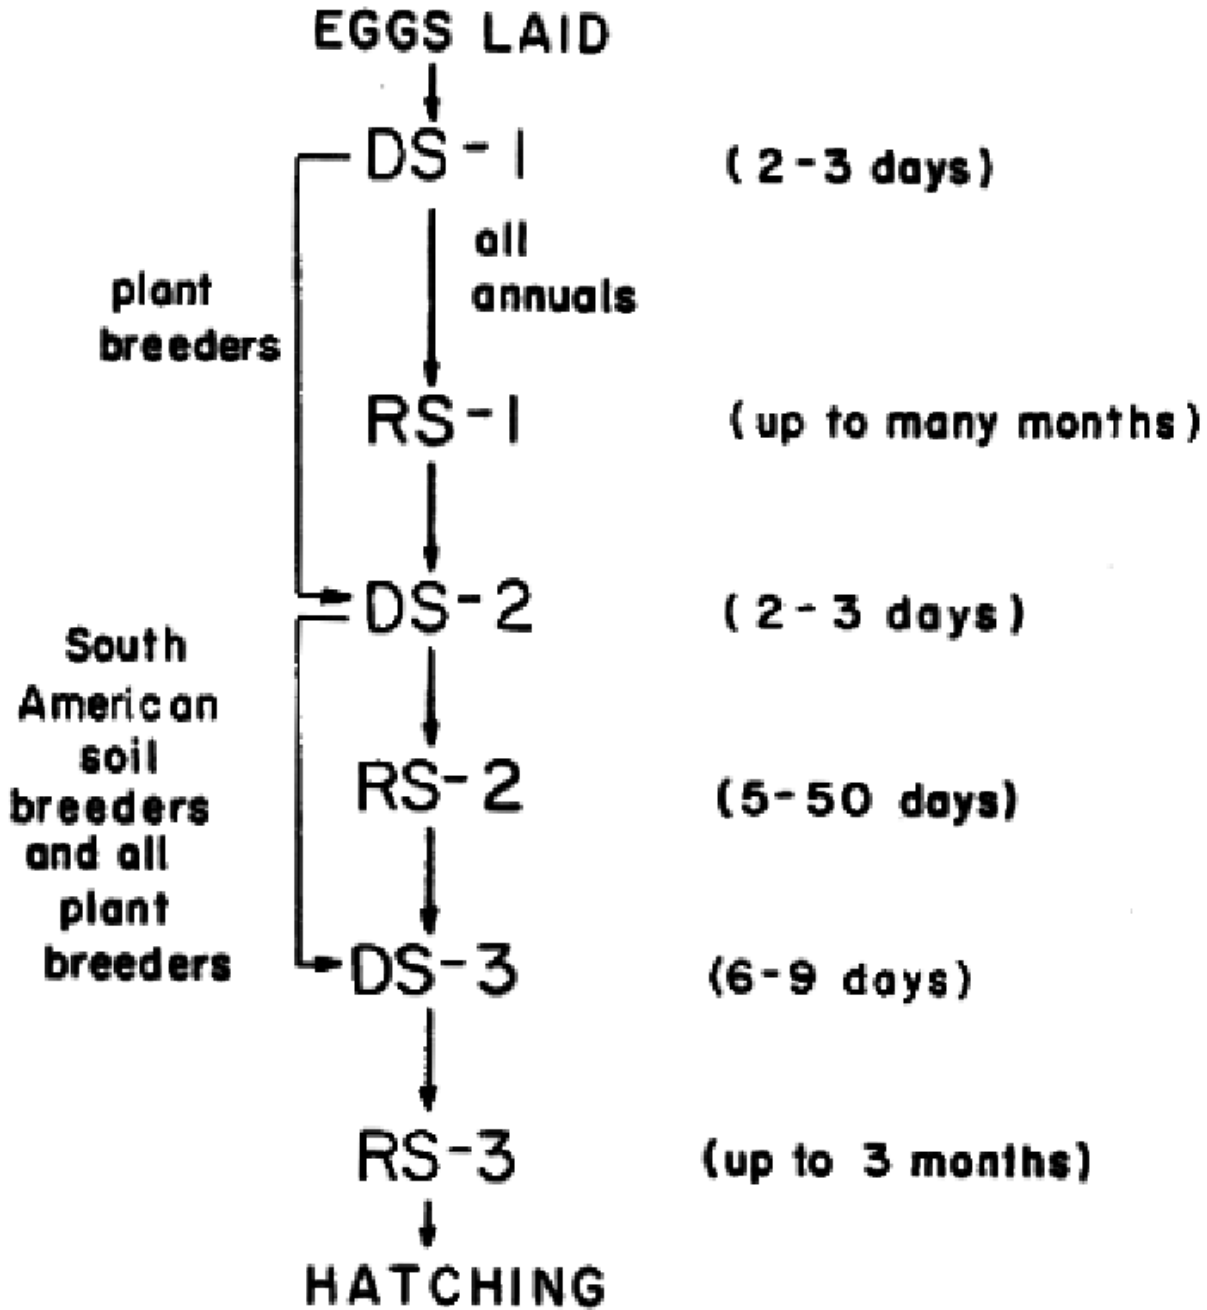 EGGS LAID
DS-1 (2-3 days)
all
annuals
plant
breeders
RS-1 (up to many months)
DS-2 (2-3 days)
South
American
soil
breeders
and all
plant
breeders
RS-2 (5-50 days)
DS-3 (6-9 days)
RS-3 (up to 3 months)
HATCHING